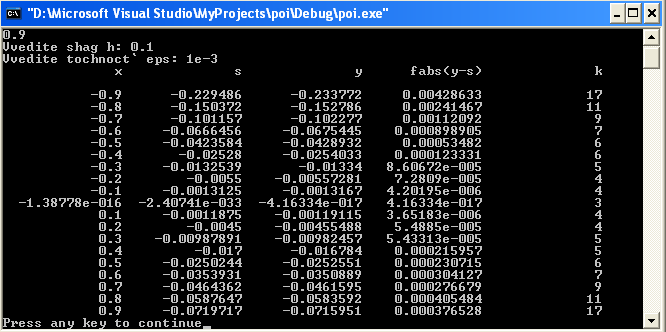 "D:\Microsoft Visual Studio\MyProjects\poi\Debug\poi.exe"
0.9
Vvedite shag h: 0.1
Vvedite tochnoct` eps: 1e-3
x s y fabs(y-s) k
-0.9 -0.229486 -0.233772 0.00428633 17
-0.8 -0.150372 -0.152786 0.00241467 11
-0.7 -0.101157 -0.102277 0.00112092 9
-0.6 -0.0666456 -0.0675445 0.000898905 7
-0.5 -0.0423584 -0.0428932 0.00053482 6
-0.4 -0.02528 -0.0254033 0.000123331 6
-0.3 -0.0132539 -0.01334 8.60672e-005 5
-0.2 -0.0055 -0.00557281 7.2809e-005 4
-0.1 -0.0013125 -0.0013167 4.20195e-006 4
-1.38778e-016 -2.40741e-033 -4.16334e-017 4.16334e-017 3
0.1 -0.0011875 -0.00119115 3.65183e-006 4
0.2 -0.0045 -0.00455488 5.4885e-005 4
0.3 -0.00987891 -0.00982457 5.43313e-005 5
0.4 -0.017 -0.016784 0.000215957 5
0.5 -0.0250244 -0.0252551 0.000230715 6
0.6 -0.0353931 -0.0350889 0.000304127 7
0.7 -0.0464362 -0.0461595 0.000276679 9
0.8 -0.0587647 -0.0583592 0.000405484 11
0.9 -0.0719717 -0.0715951 0.000376528 17
Press any key to continue_